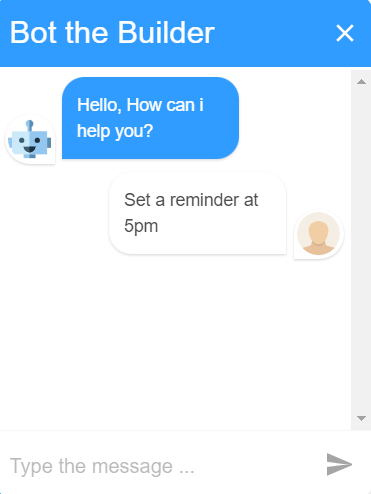 Bot the Builder
Hello, How can i
help you?
Set a reminder at
5pm
Type the message ...